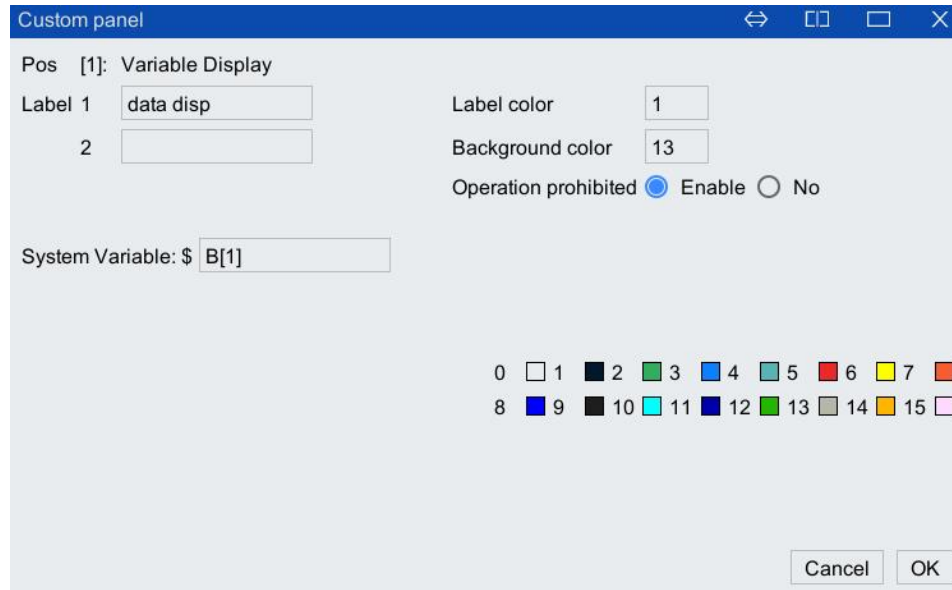 Custom panel
Pos [1]: Variable Display
Label 1 data disp Label color 1
2 Background color 13
Operation prohibited Enable No
System Variable: $ B[1]
0 1 2 3 4 5 6 7
8 9 10 11 12 13 14 15
Cancel OK